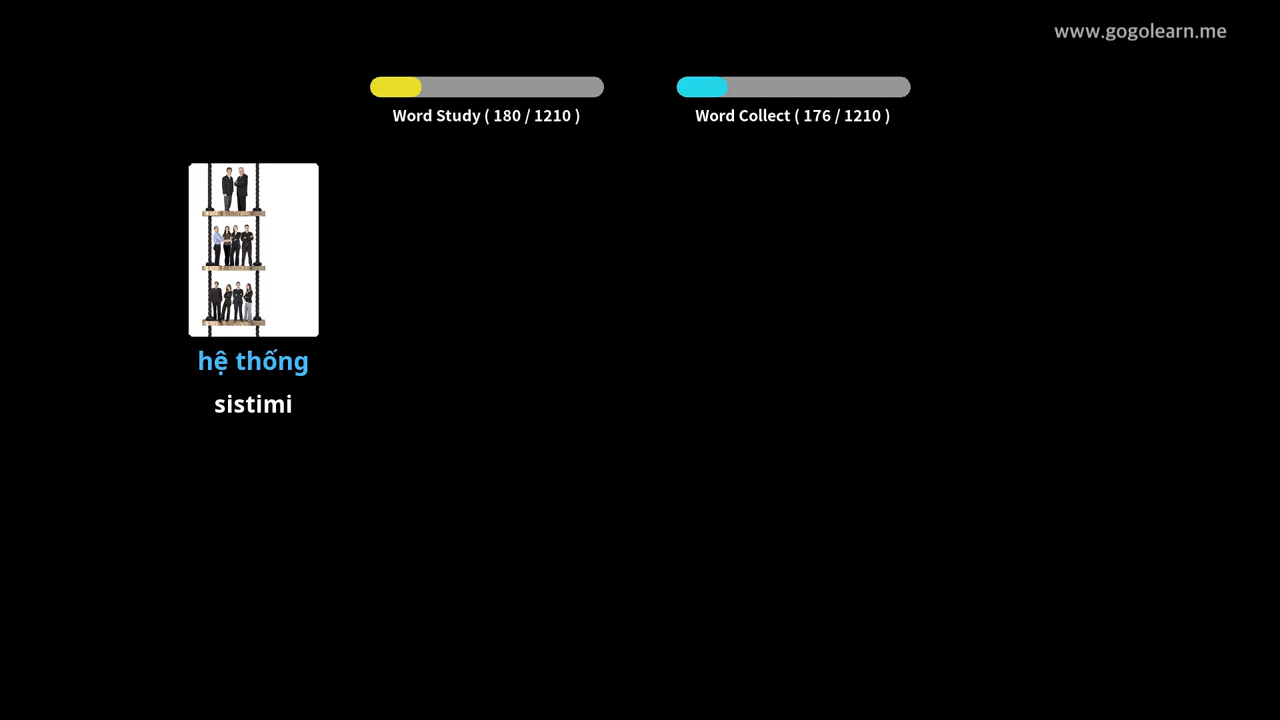 www.gogolearn.me
Word Study ( 180 / 1210 )
Word Collect ( 176 / 1210 )
hệ thống
sistimi